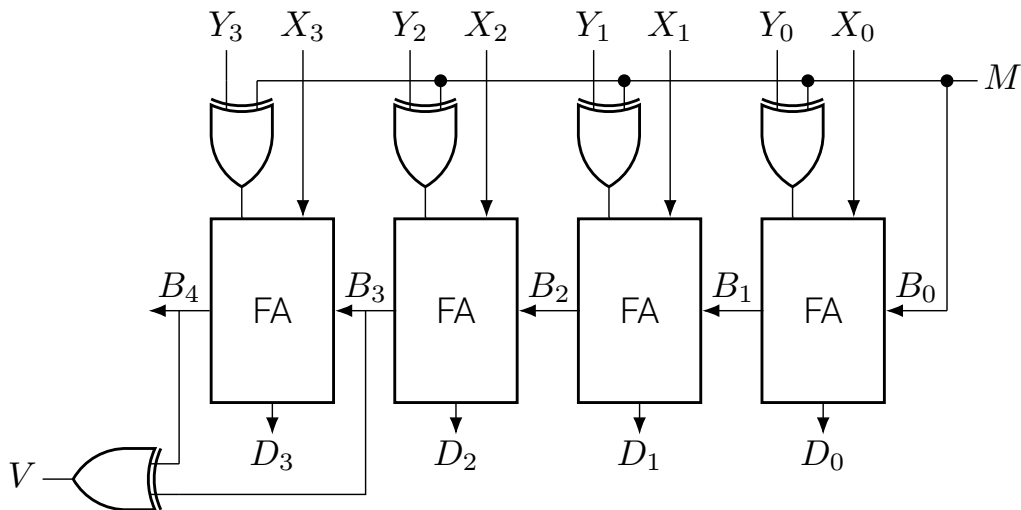 Y₃ X₃ Y₂ X₂ Y₁ X₁ Y₀ X₀
M
B₄ FA B₃ FA B₂ FA B₁ FA B₀
D₃ D₂ D₁ D₀
V